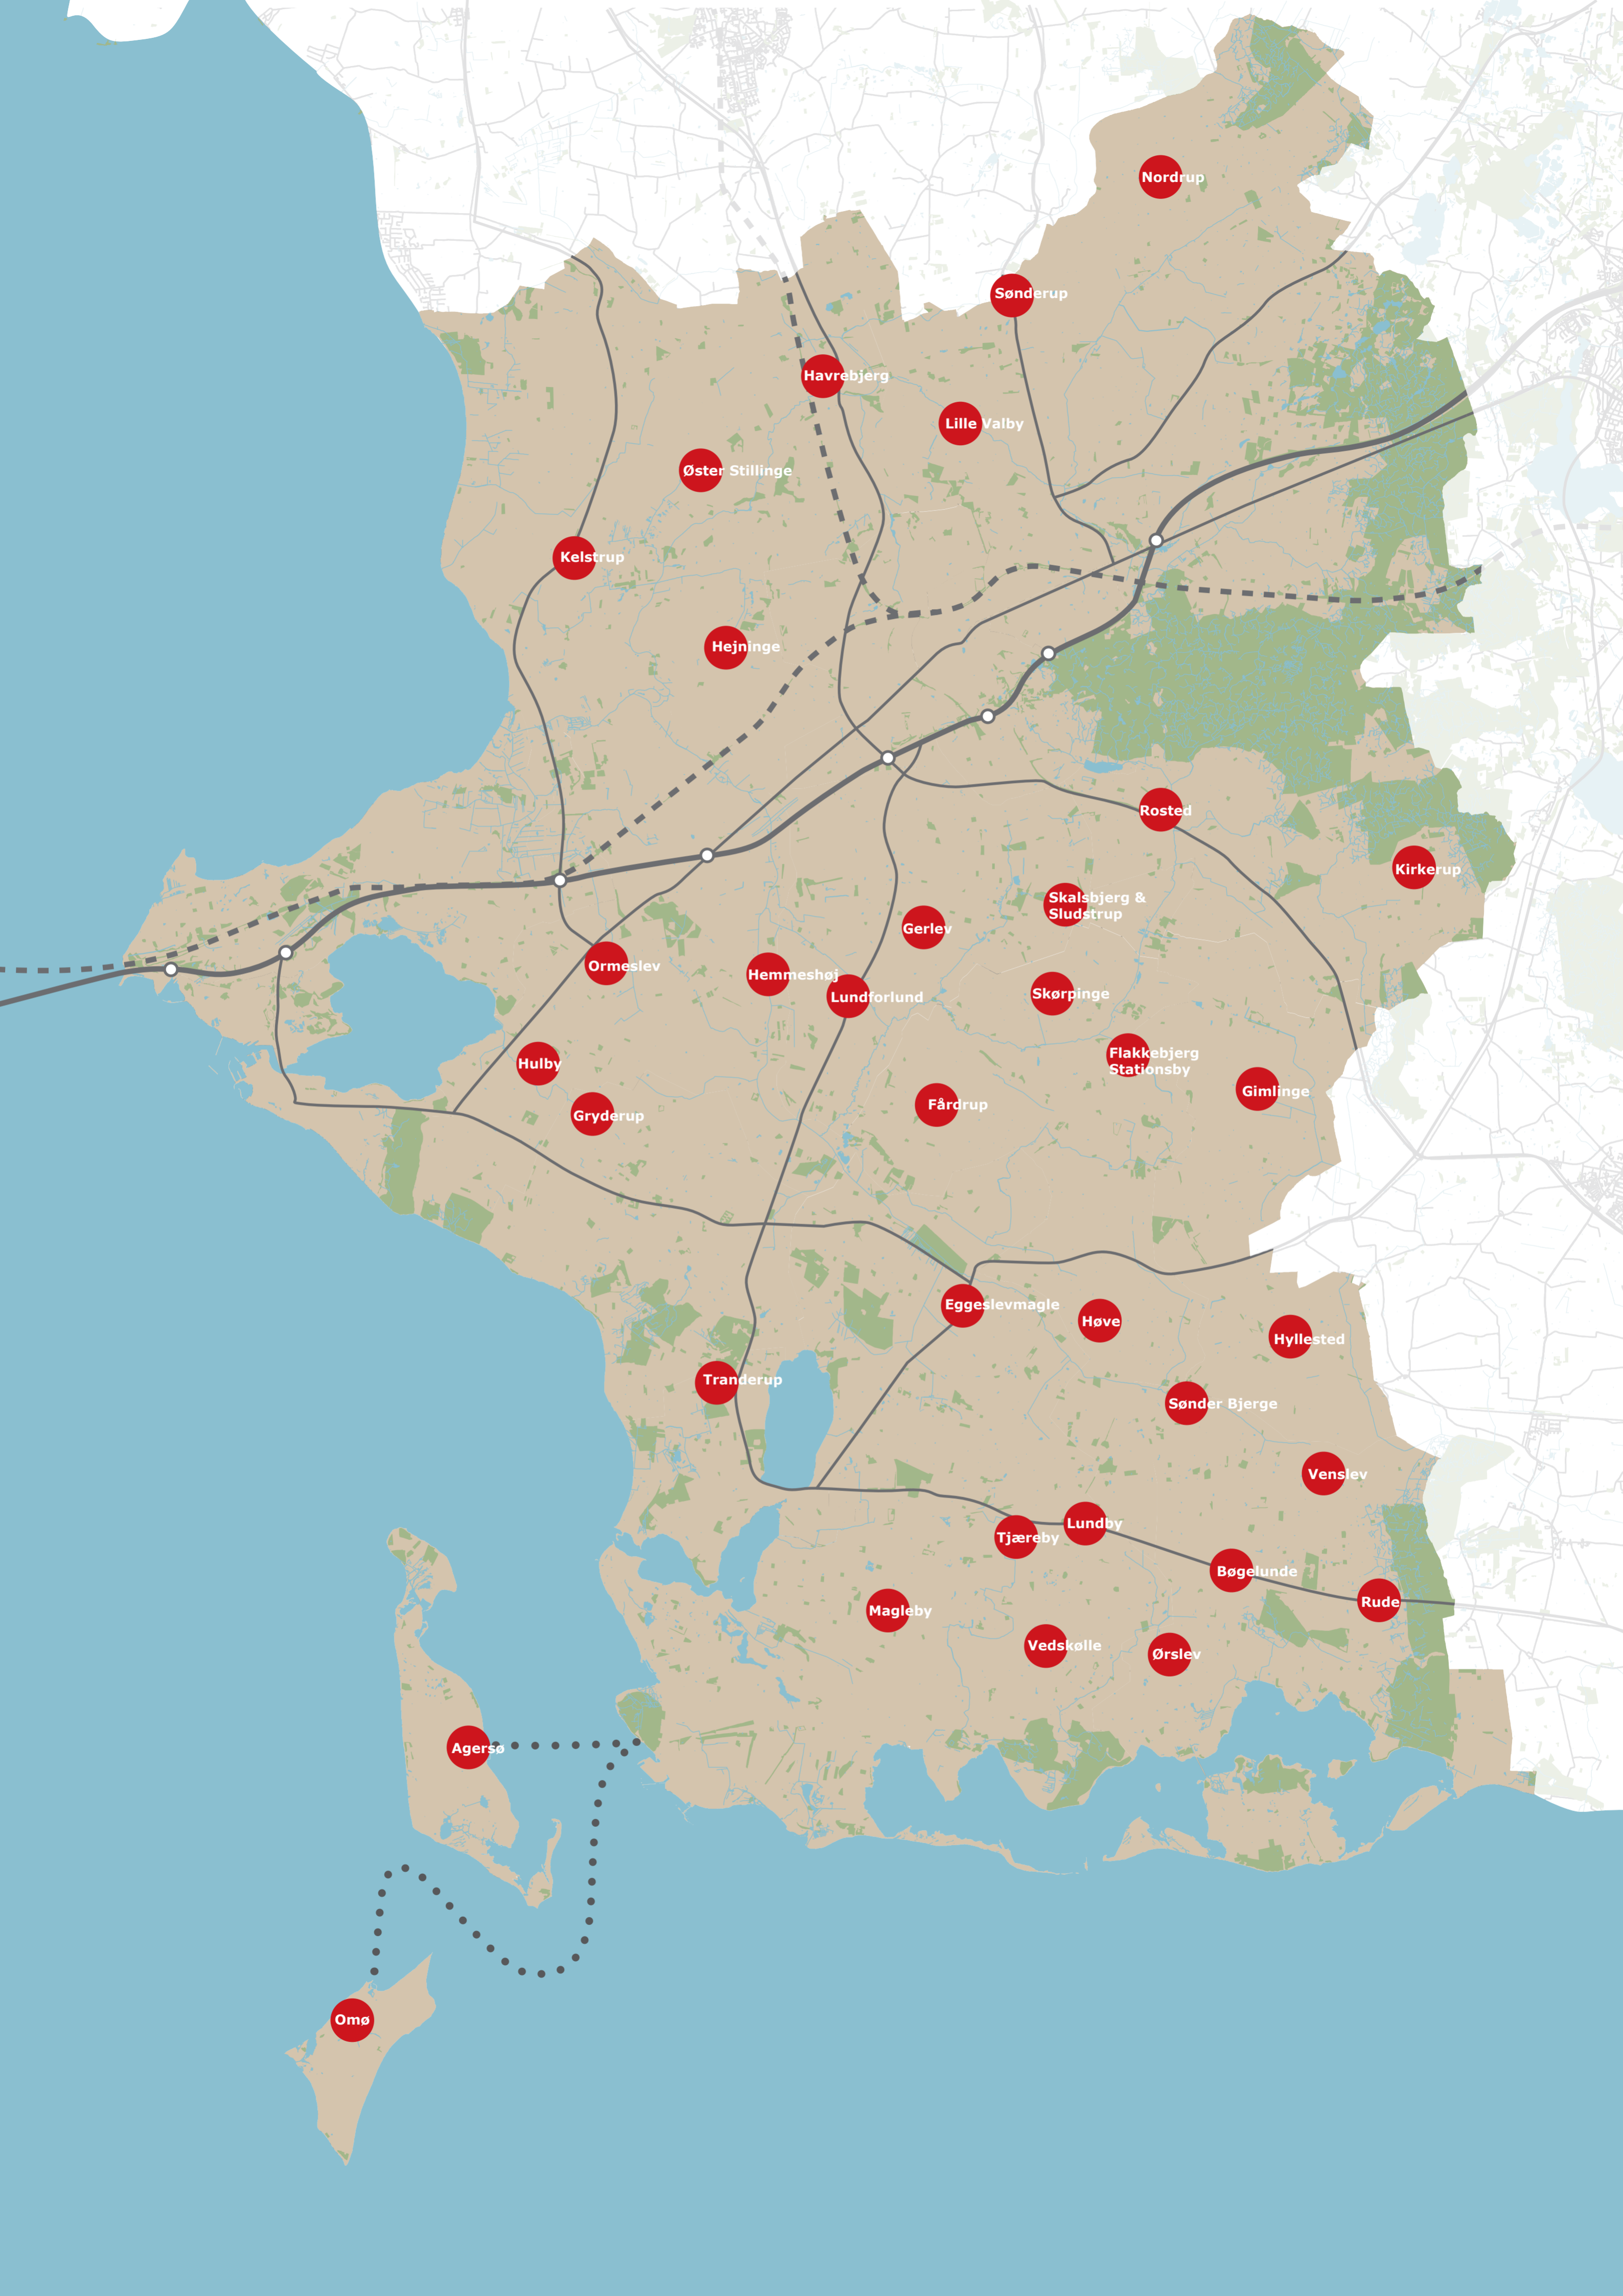 Nordrup
Sønderup
Havrebjerg
Lille Valby
Øster Stillinge
Kelstrup
Hejninge
Rosted
Kirkerup
Skalsbjerg &
Sludstrup
Gerlev
Ormeslev
Hemmeshøj
Lundforlund
Skørpinge
Hulby
Flakkebjerg
Stationsby
Gimlinge
Fårdrup
Gryderup
Eggeslevmagle
Høve
Hyllested
Tranderup
Sønder Bjerge
Venslev
Lundby
Tjæreby
Bøgelunde
Rude
Magleby
Vedskølle
Ørslev
Agersø
Omø